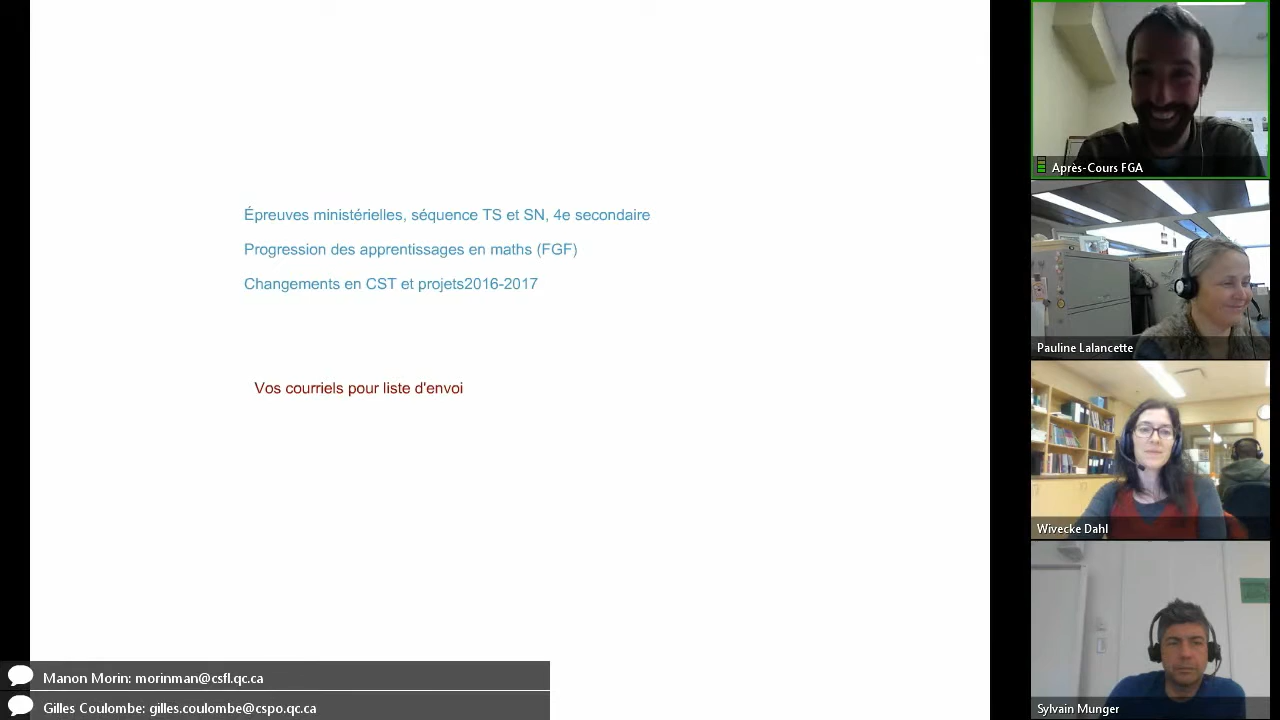 Épreuves ministérielles, séquence TS et SN, 4e secondaire
Progression des apprentissages en maths (FGF)
Changements en CST et projets2016-2017
Vos courriels pour liste d'envoi
Manon Morin: morinman@csfl.qc.ca
Gilles Coulombe: gilles.coulombe@cspo.qc.ca
Après-Cours FGA
Pauline Lalancette
Wivecke Dahl
Sylvain Munger